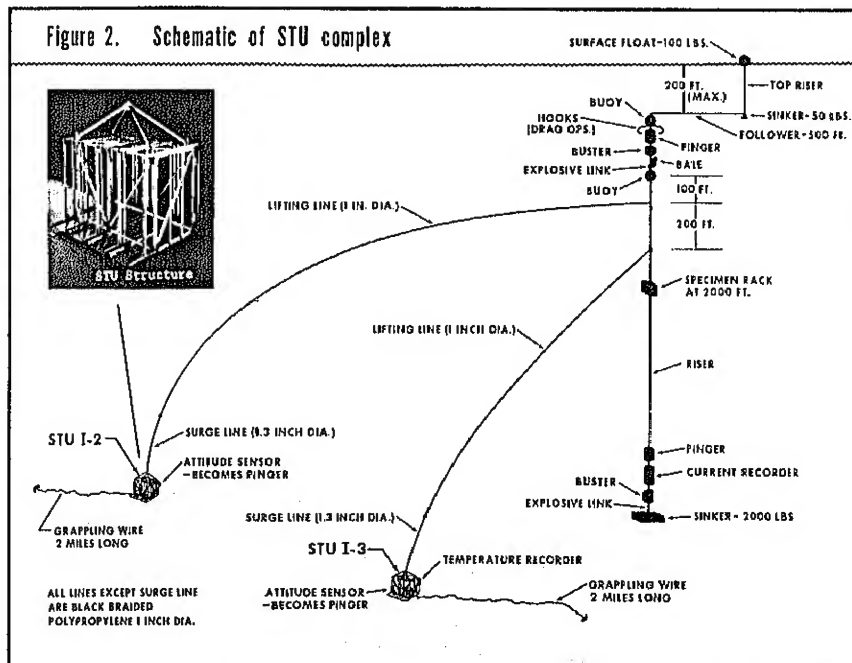 Figure 2. Schematic of STU complex
SURFACE FLOAT-100 LBS.
200 FT.
(MAX.)
TOP RISER
BUOY
HOOKS
(DRAG OPS.)
SINKER-50 LBS.
FOLLOWER-500 FT.
PINGER
BUSTER
BALE
EXPLOSIVE LINK
BUOY
100 FT.
200 FT.
LIFTING LINE (1 IN. DIA.)
STU Structure
SPECIMEN RACK
AT 2000 FT.
LIFTING LINE (1 INCH DIA.)
RISER
SURGE LINE (1.3 INCH DIA.)
STU I-2
ATTITUDE SENSOR
-BECOMES PINGER
PINGER
CURRENT RECORDER
BUSTER
EXPLOSIVE LINK
SINKER- 2000 LBS
GRAPPLING WIRE
2 MILES LONG
SURGE LINE (1.3 INCH DIA.)
STU I-3
TEMPERATURE RECORDER
ATTITUDE SENSOR
-BECOMES PINGER
GRAPPLING WIRE
2 MILES LONG
ALL LINES EXCEPT SURGE LINE
ARE BLACK BRAIDED
POLYPROPYLENE 1 INCH DIA.